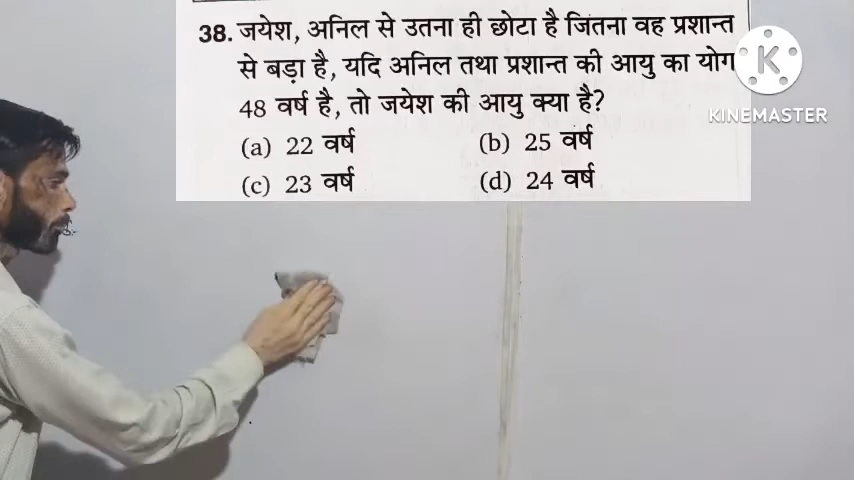 38. जयेश, अनिल से उतना ही छोटा है जितना वह प्रशान्त
से बड़ा है, यदि अनिल तथा प्रशान्त की आयु का योग
48 वर्ष है, तो जयेश की आयु क्या है?
(a) 22 वर्ष (b) 25 वर्ष
(c) 23 वर्ष (d) 24 वर्ष
KINEMASTER